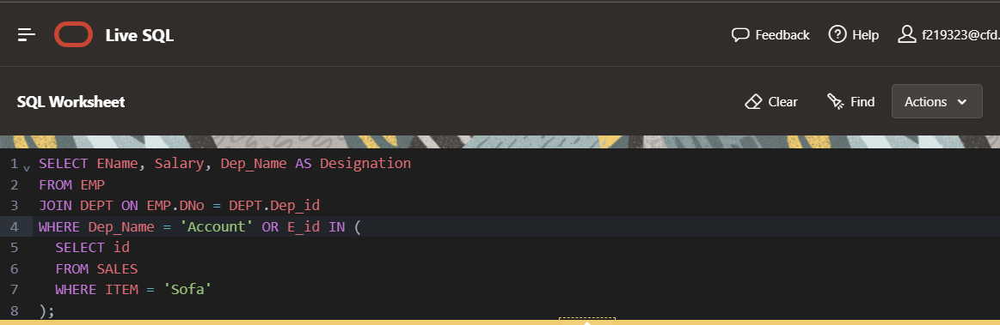 Live SQL
Feedback
Help
f219323@cfd.
SQL Worksheet
Clear
Find
Actions
1 SELECT EName, Salary, Dep_Name AS Designation
2 FROM EMP
3 JOIN DEPT ON EMP.DNo = DEPT.Dep_id
4 WHERE Dep_Name = 'Account' OR E_id IN (
5 SELECT id
6 FROM SALES
7 WHERE ITEM = 'Sofa'
8 );